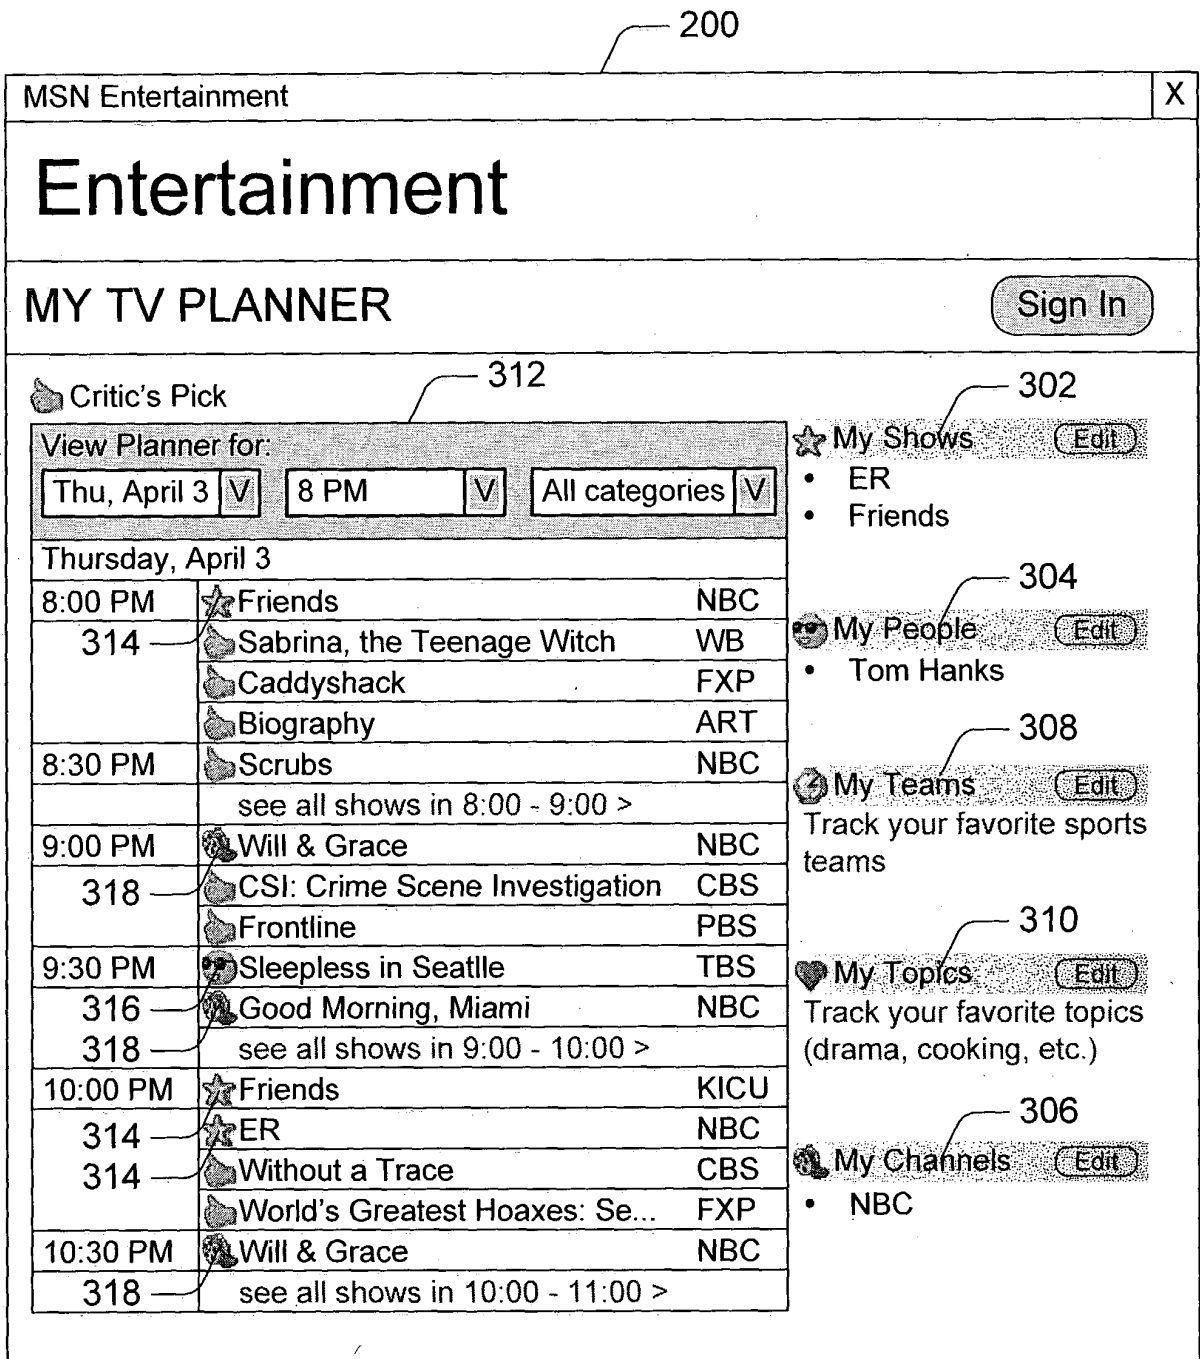 200
MSN Entertainment X
Entertainment
MY TV PLANNER Sign In
Critic's Pick
312
View Planner for:
Thu, April 3 V 8 PM V All categories V
Thursday, April 3
8:00 PM Friends NBC
314 Sabrina, the Teenage Witch WB
Caddyshack FXP
Biography ART
8:30 PM Scrubs NBC
see all shows in 8:00 - 9:00 >
9:00 PM Will & Grace NBC
318 CSI: Crime Scene Investigation CBS
Frontline PBS
9:30 PM Sleepless in Seatlle TBS
316 Good Morning, Miami NBC
318 see all shows in 9:00 - 10:00 >
10:00 PM Friends KICU
314 ER NBC
314 Without a Trace CBS
World's Greatest Hoaxes: Se... FXP
10:30 PM Will & Grace NBC
318 see all shows in 10:00 - 11:00 >
302
My Shows Edit
• ER
• Friends
304
My People Edit
• Tom Hanks
308
My Teams Edit
Track your favorite sports
teams
310
My Topics Edit
Track your favorite topics
(drama, cooking, etc.)
306
My Channels Edit
• NBC